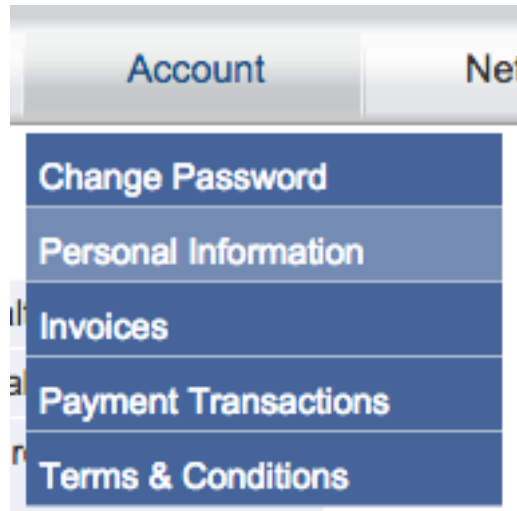 Account
Change Password
Personal Information
Invoices
Payment Transactions
Terms & Conditions